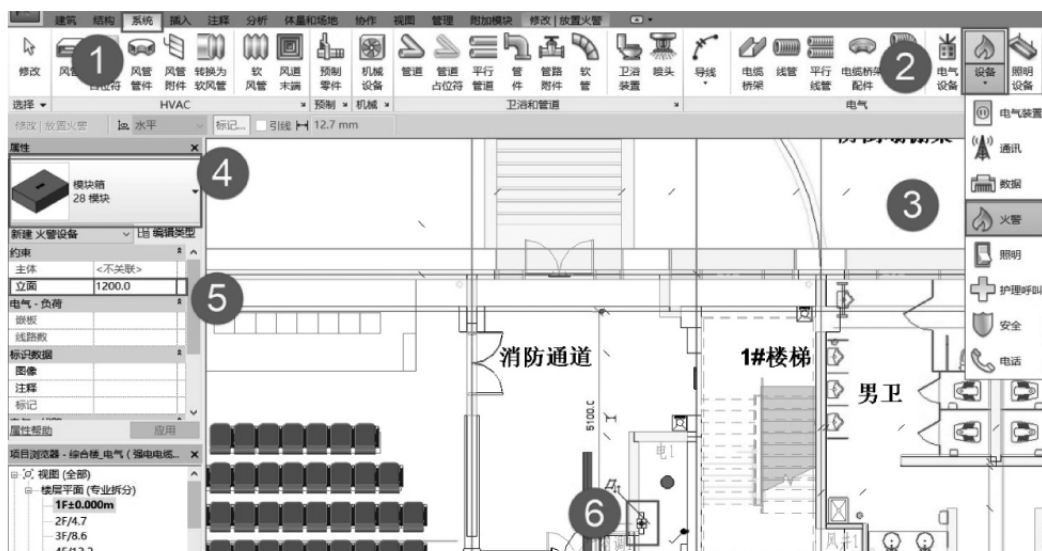 建筑 结构 系统 插入 注释 分析 体量和场地 协作 视图 管理 附加模块 修改 | 放置火警
1
2
修改
风管
占位符
风管
管件
风管
附件
转换为
软风管
软
风管
风道
末端
预制
零件
机械
设备
管道
管道
占位符
平行
管道
管
件
管路
附件
软
管
卫浴
装置
喷头
导线
电缆
桥架
线管
平行
线管
电缆桥架
配件
电气
设备
设备
照明
设备
选择 HVAC 预制 机械 卫浴和管道 电气
修改 | 放置火警 水平 标记... 引线 12.7 mm
电气装置
通讯
数据
火警
照明
护理呼叫
安全
电话
3
属性
4
模块箱
28 模块
新建 火警设备 编辑类型
约束
主体 <不关联>
立面 1200.0
5
电气 - 负荷
嵌板
线路数
标识数据
图像
注释
标记
属性帮助 应用
项目浏览器 - 综合楼_电气 ( 强电电缆...
视图 (全部)
楼层平面 (专业拆分)
1F±0.000m
2F/4.7
3F/8.6
消防通道
1#楼梯
男卫
5100.0
电1
6